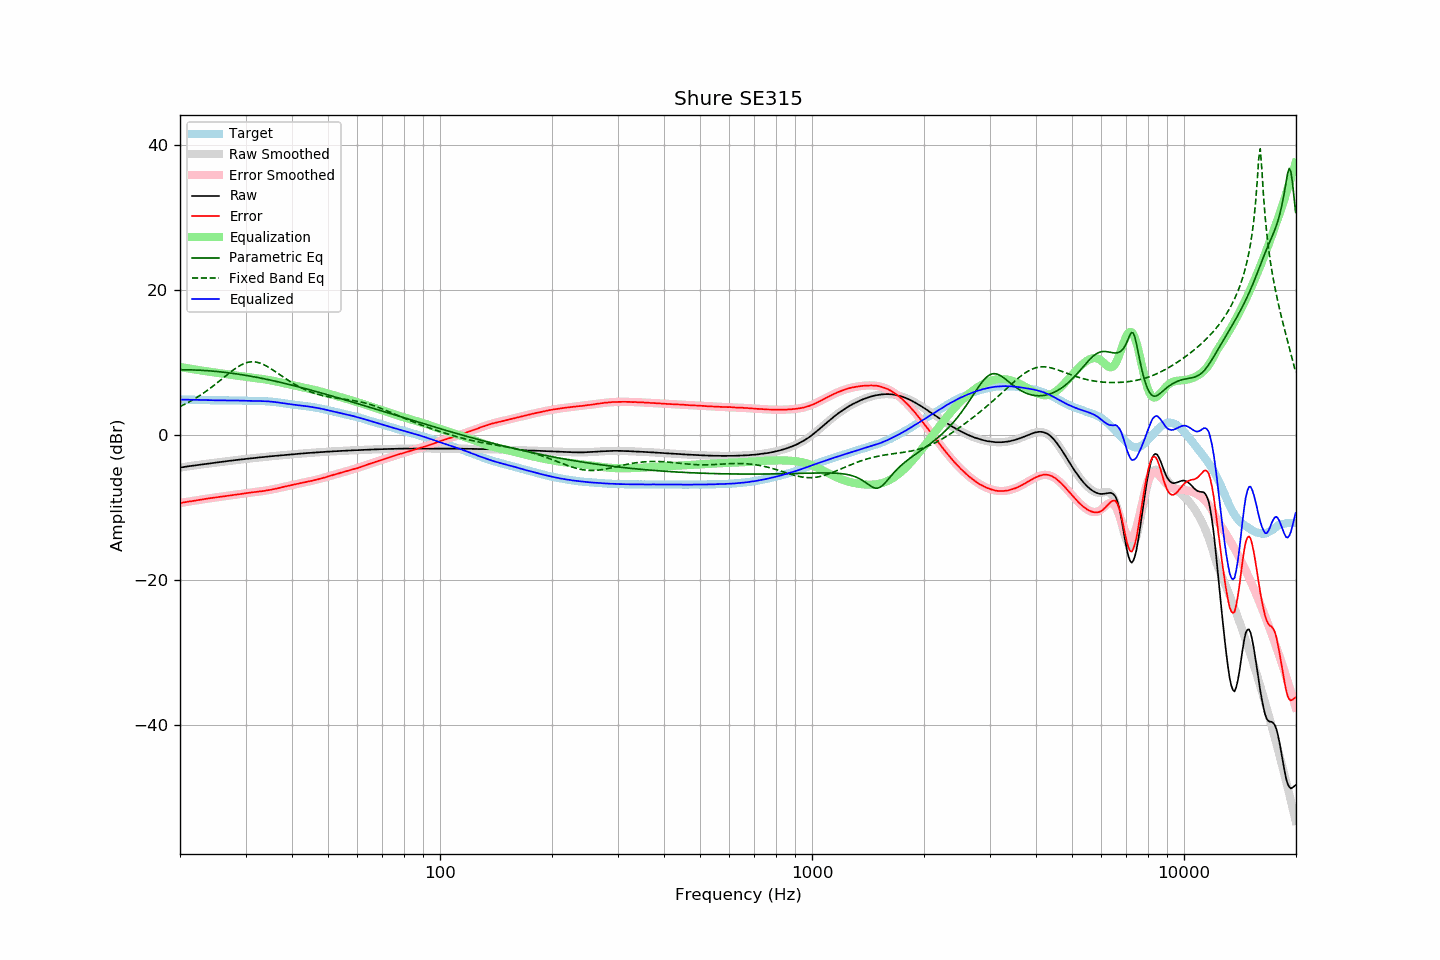 Shure SE315
Target
Raw Smoothed
Error Smoothed
Raw
Error
Equalization
Parametric Eq
Fixed Band Eq
Equalized
40
20
0
−20
−40
Amplitude (dBr)
100
1000
10000
Frequency (Hz)